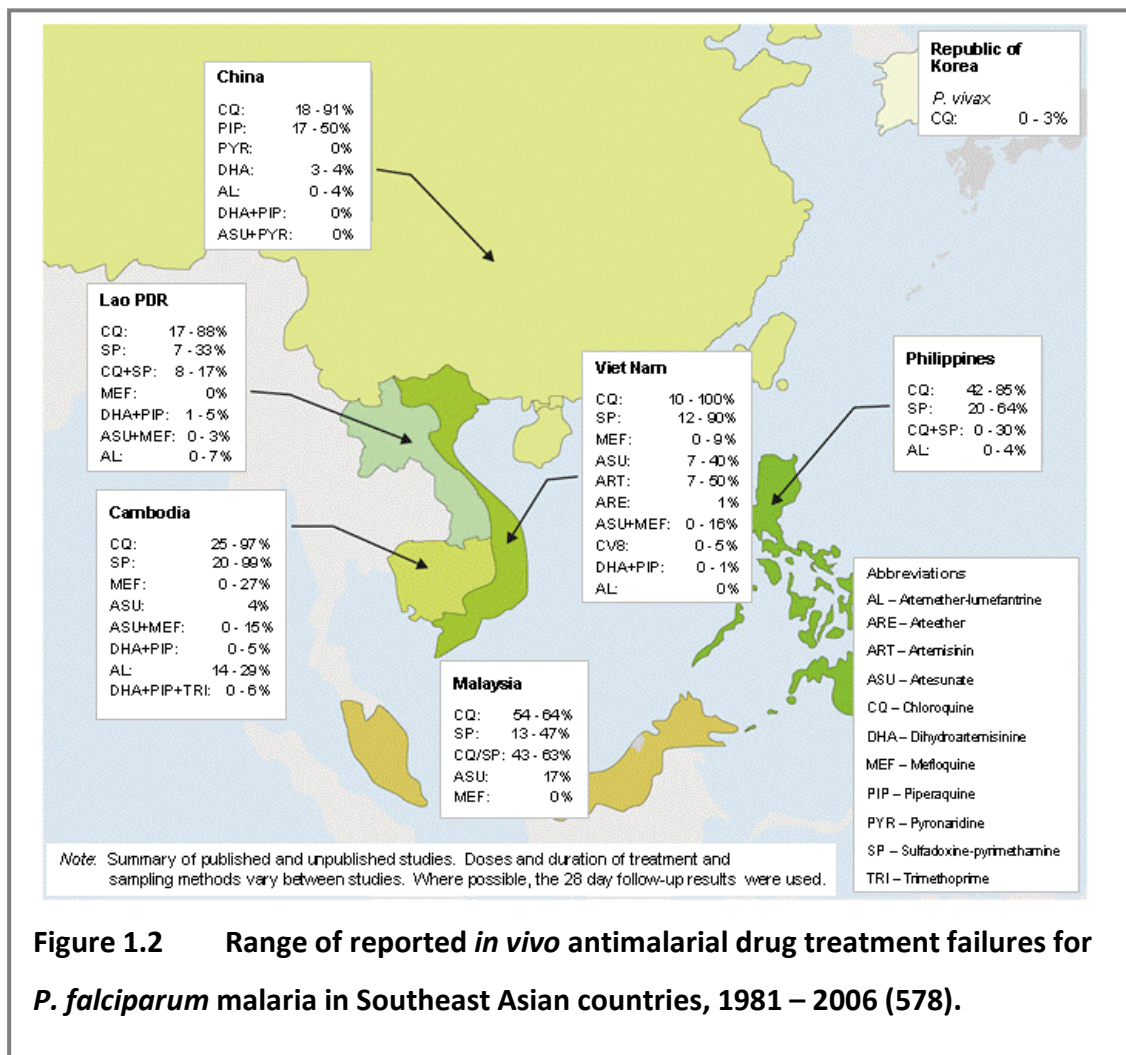 China
CQ: 18 - 91%
PIP: 17 - 50%
PYR: 0%
DHA: 3 - 4%
AL: 0 - 4%
DHA+PIP: 0%
ASU+PYR: 0%
Republic of
Korea
P. vivax
CQ: 0 - 3%
Lao PDR
CQ: 17 - 88%
SP: 7 - 33%
CQ+SP: 8 - 17%
MEF: 0%
DHA+PIP: 1 - 5%
ASU+MEF: 0 - 3%
AL: 0 - 7%
Viet Nam
CQ: 10 - 100%
SP: 12 - 90%
MEF: 0 - 9%
ASU: 7 - 40%
ART: 7 - 50%
ARE: 1%
ASU+MEF: 0 - 16%
CV8: 0 - 5%
DHA+PIP: 0 - 1%
AL: 0%
Philippines
CQ: 42 - 85%
SP: 20 - 64%
CQ+SP: 0 - 30%
AL: 0 - 4%
Cambodia
CQ: 25 - 97%
SP: 20 - 99%
MEF: 0 - 27%
ASU: 4%
ASU+MEF: 0 - 15%
DHA+PIP: 0 - 5%
AL: 14 - 29%
DHA+PIP+TRI: 0 - 6%
Malaysia
CQ: 54 - 64%
SP: 13 - 47%
CQ/SP: 43 - 63%
ASU: 17%
MEF: 0%
Abbreviations
AL – Artemether-lumefantrine
ARE – Arteether
ART – Artemisinin
ASU – Artesunate
CQ – Chloroquine
DHA – Dihydroartemisinine
MEF – Mefloquine
PIP – Piperaquine
PYR – Pyronaridine
SP – Sulfadoxine-pyrimethamine
TRI – Trimethoprime
Note: Summary of published and unpublished studies. Doses and duration of treatment and
sampling methods vary between studies. Where possible, the 28 day follow-up results were used.
Figure 1.2 Range of reported in vivo antimalarial drug treatment failures for
P. falciparum malaria in Southeast Asian countries, 1981 – 2006 (578).